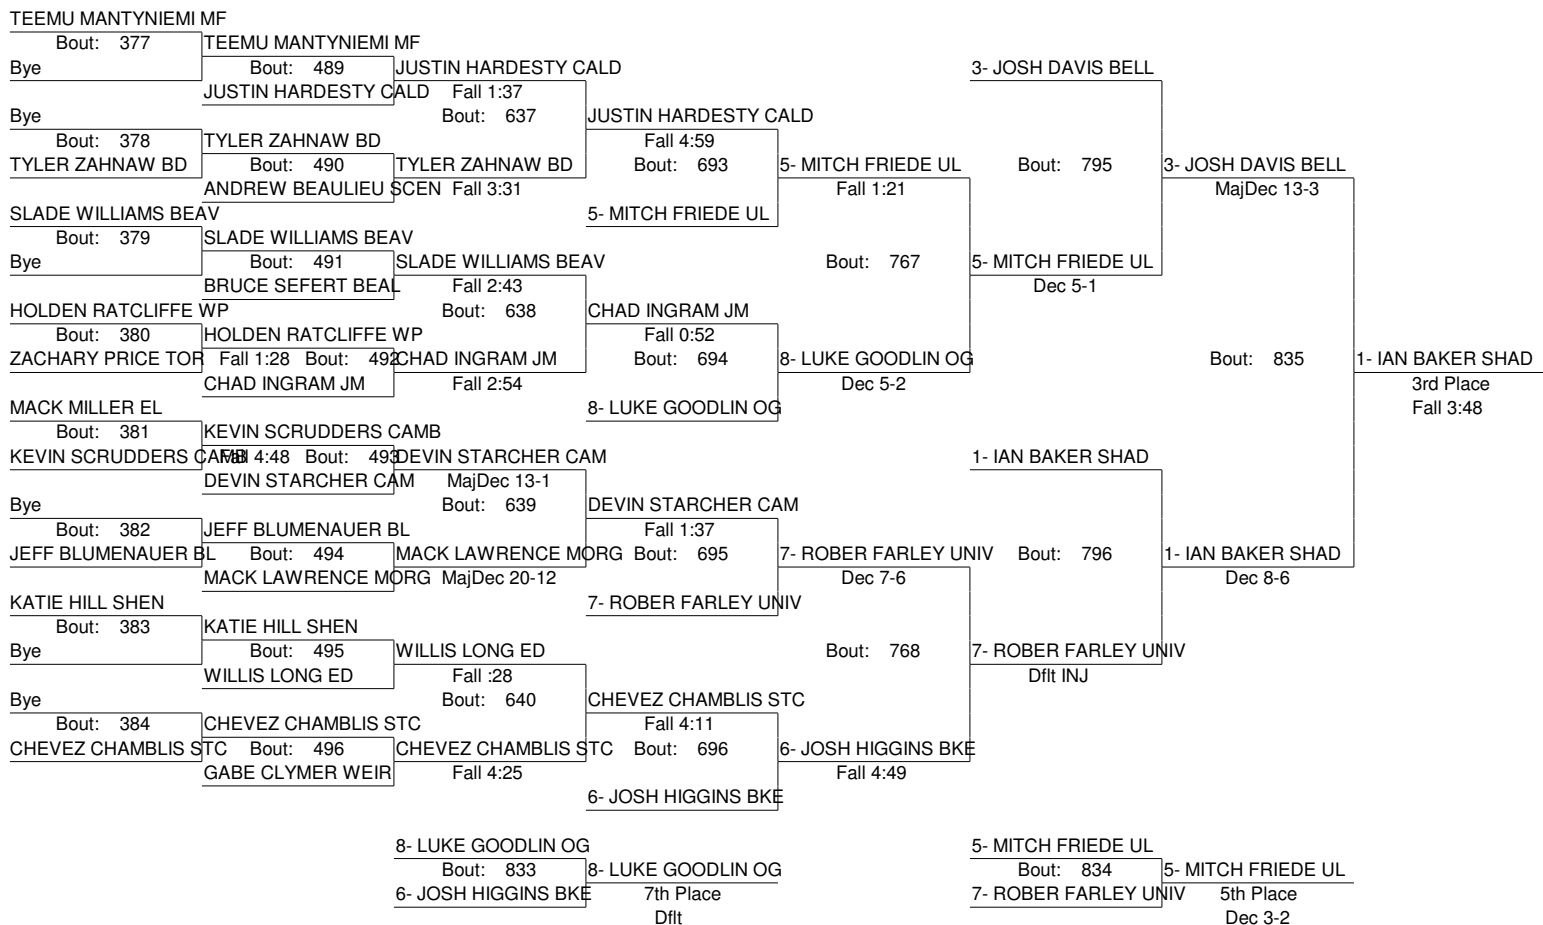 TEEMU MANTYNIEMI MF
Bout: 377 TEEMU MANTYNIEMI MF
Bye Bout: 489 JUSTIN HARDESTY CALD 3- JOSH DAVIS BELL
JUSTIN HARDESTY CALD Fall 1:37
Bye Bout: 637 JUSTIN HARDESTY CALD
Bout: 378 TYLER ZAHNAW BD Fall 4:59
TYLER ZAHNAW BD Bout: 490 TYLER ZAHNAW BD Bout: 693 5- MITCH FRIEDE UL Bout: 795 3- JOSH DAVIS BELL
ANDREW BEAULIEU SCEN Fall 3:31 Fall 1:21 MajDec 13-3
SLADE WILLIAMS BEAV 5- MITCH FRIEDE UL
Bout: 379 SLADE WILLIAMS BEAV
Bye Bout: 491 SLADE WILLIAMS BEAV Bout: 767 5- MITCH FRIEDE UL
BRUCE SEFERT BEAL Fall 2:43 Dec 5-1
HOLDEN RATCLIFFE WP Bout: 638 CHAD INGRAM JM
Bout: 380 HOLDEN RATCLIFFE WP Fall 0:52
ZACHARY PRICE TOR Fall 1:28 Bout: 492 CHAD INGRAM JM Bout: 694 8- LUKE GOODLIN OG Bout: 835 1- IAN BAKER SHAD
CHAD INGRAM JM Fall 2:54 Dec 5-2 3rd Place
MACK MILLER EL 8- LUKE GOODLIN OG Fall 3:48
Bout: 381 KEVIN SCRUDDERS CAMB
KEVIN SCRUDDERS CAMB Fall 4:48 Bout: 493 DEVIN STARCHER CAM 1- IAN BAKER SHAD
DEVIN STARCHER CAM MajDec 13-1
Bye Bout: 639 DEVIN STARCHER CAM
Bout: 382 JEFF BLUMENAUER BL Fall 1:37
JEFF BLUMENAUER BL Bout: 494 MACK LAWRENCE MORG Bout: 695 7- ROBER FARLEY UNIV Bout: 796 1- IAN BAKER SHAD
MACK LAWRENCE MORG MajDec 20-12 Dec 7-6 Dec 8-6
KATIE HILL SHEN 7- ROBER FARLEY UNIV
Bout: 383 KATIE HILL SHEN
Bye Bout: 495 WILLIS LONG ED Bout: 768 7- ROBER FARLEY UNIV
WILLIS LONG ED Fall :28 Dflt INJ
Bye Bout: 640 CHEVEZ CHAMBLIS STC
Bout: 384 CHEVEZ CHAMBLIS STC Fall 4:11
CHEVEZ CHAMBLIS STC Bout: 496 CHEVEZ CHAMBLIS STC Bout: 696 6- JOSH HIGGINS BKE
GABE CLYMER WEIR Fall 4:25 Fall 4:49
6- JOSH HIGGINS BKE
8- LUKE GOODLIN OG 5- MITCH FRIEDE UL
Bout: 833 8- LUKE GOODLIN OG Bout: 834 5- MITCH FRIEDE UL
6- JOSH HIGGINS BKE 7th Place 7- ROBER FARLEY UNIV 5th Place
Dflt Dec 3-2